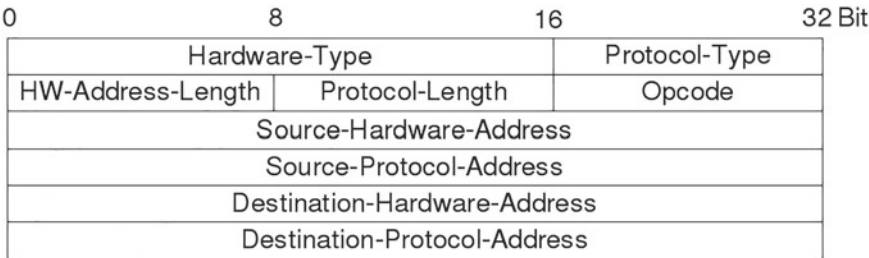 0 8 16 32 Bit
Hardware-Type Protocol-Type
HW-Address-Length Protocol-Length Opcode
Source-Hardware-Address
Source-Protocol-Address
Destination-Hardware-Address
Destination-Protocol-Address